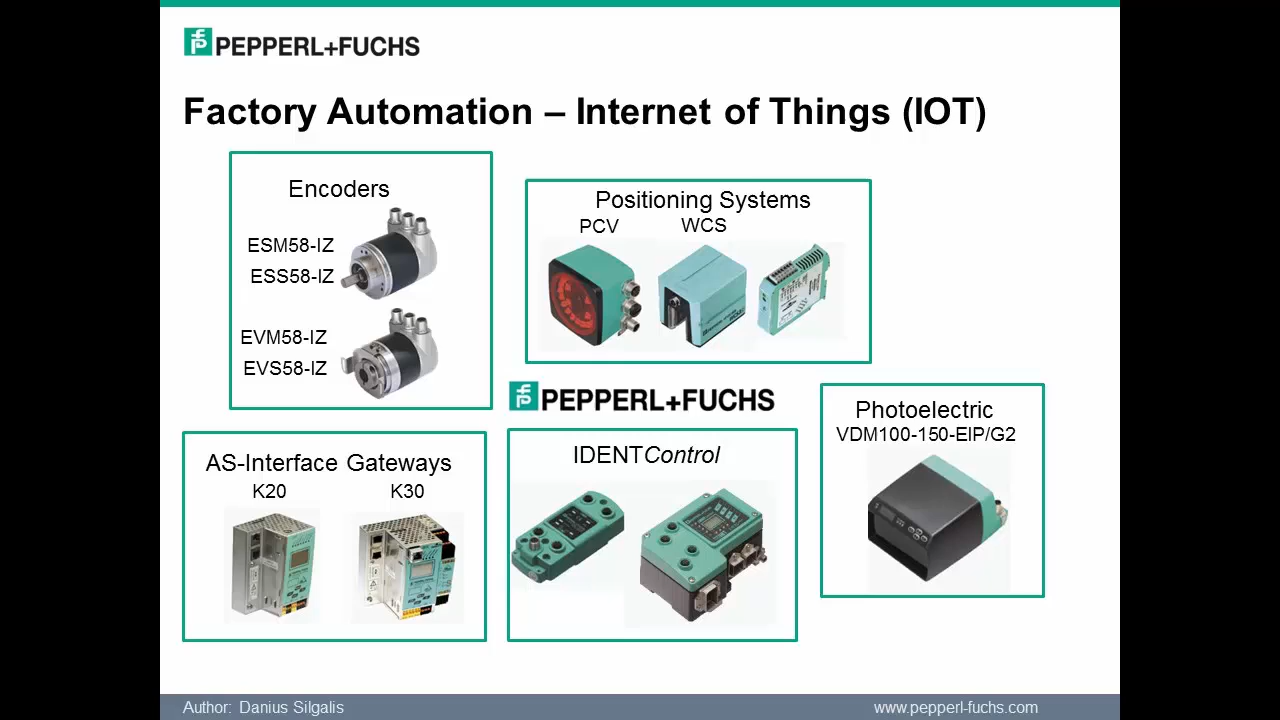 PEPPERL+FUCHS
Factory Automation – Internet of Things (IOT)
Encoders
ESM58-IZ
ESS58-IZ
EVM58-IZ
EVS58-IZ
Positioning Systems
PCV WCS
PEPPERL+FUCHS
Photoelectric
VDM100-150-EIP/G2
AS-Interface Gateways
K20 K30
IDENTControl
Author: Danius Silgalis
www.pepperl-fuchs.com